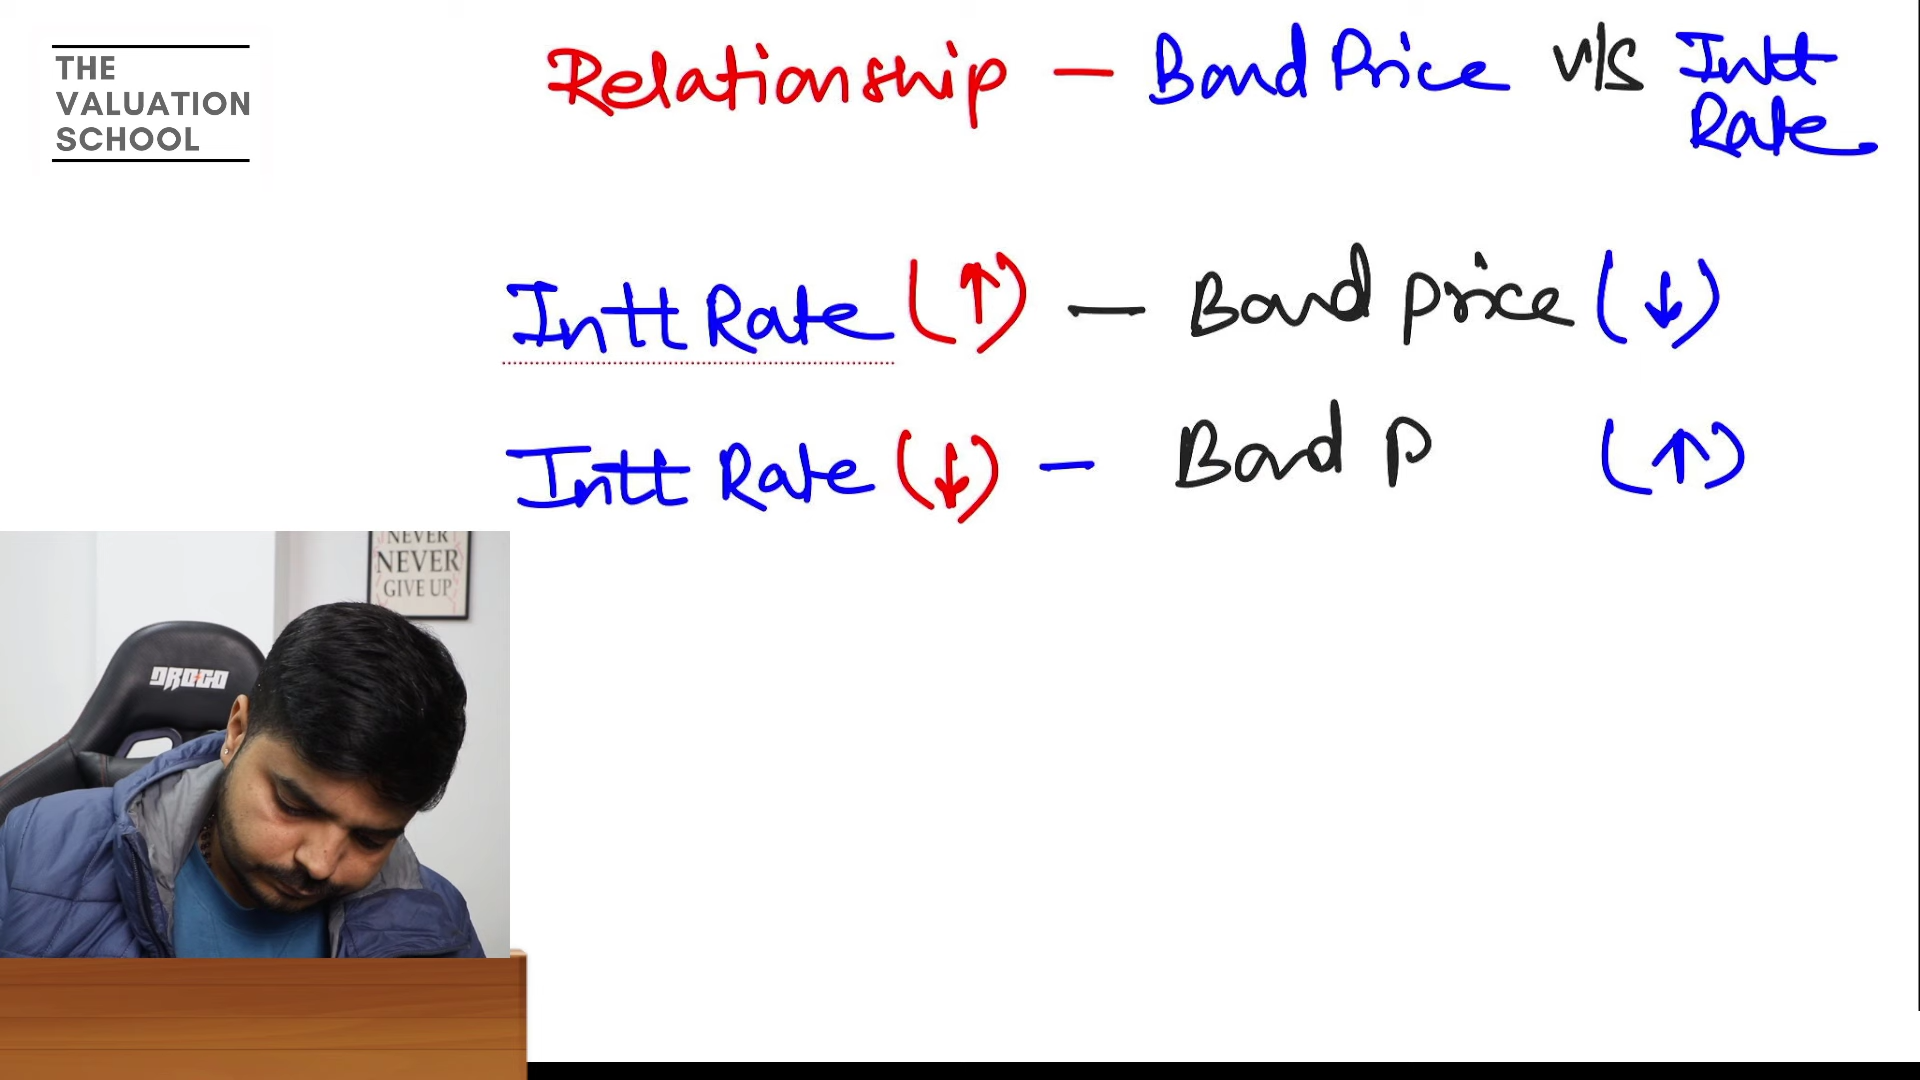 THE
VALUATION
SCHOOL
Relationship — Bond Price v/s Intt
Rate
Intt Rate (↑) — Bond price (↓)
Intt Rate (↓) — Bond P (↑)
NEVER
NEVER
GIVE UP
DROGO